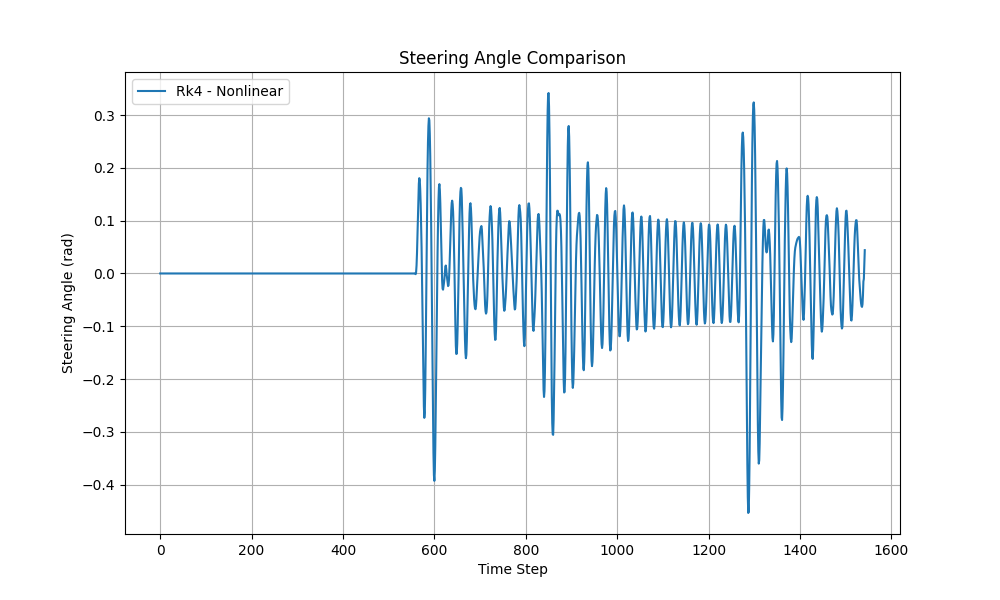 Steering Angle Comparison
Rk4 - Nonlinear
Steering Angle (rad)
0.3
0.2
0.1
0.0
−0.1
−0.2
−0.3
−0.4
0 200 400 600 800 1000 1200 1400 1600
Time Step